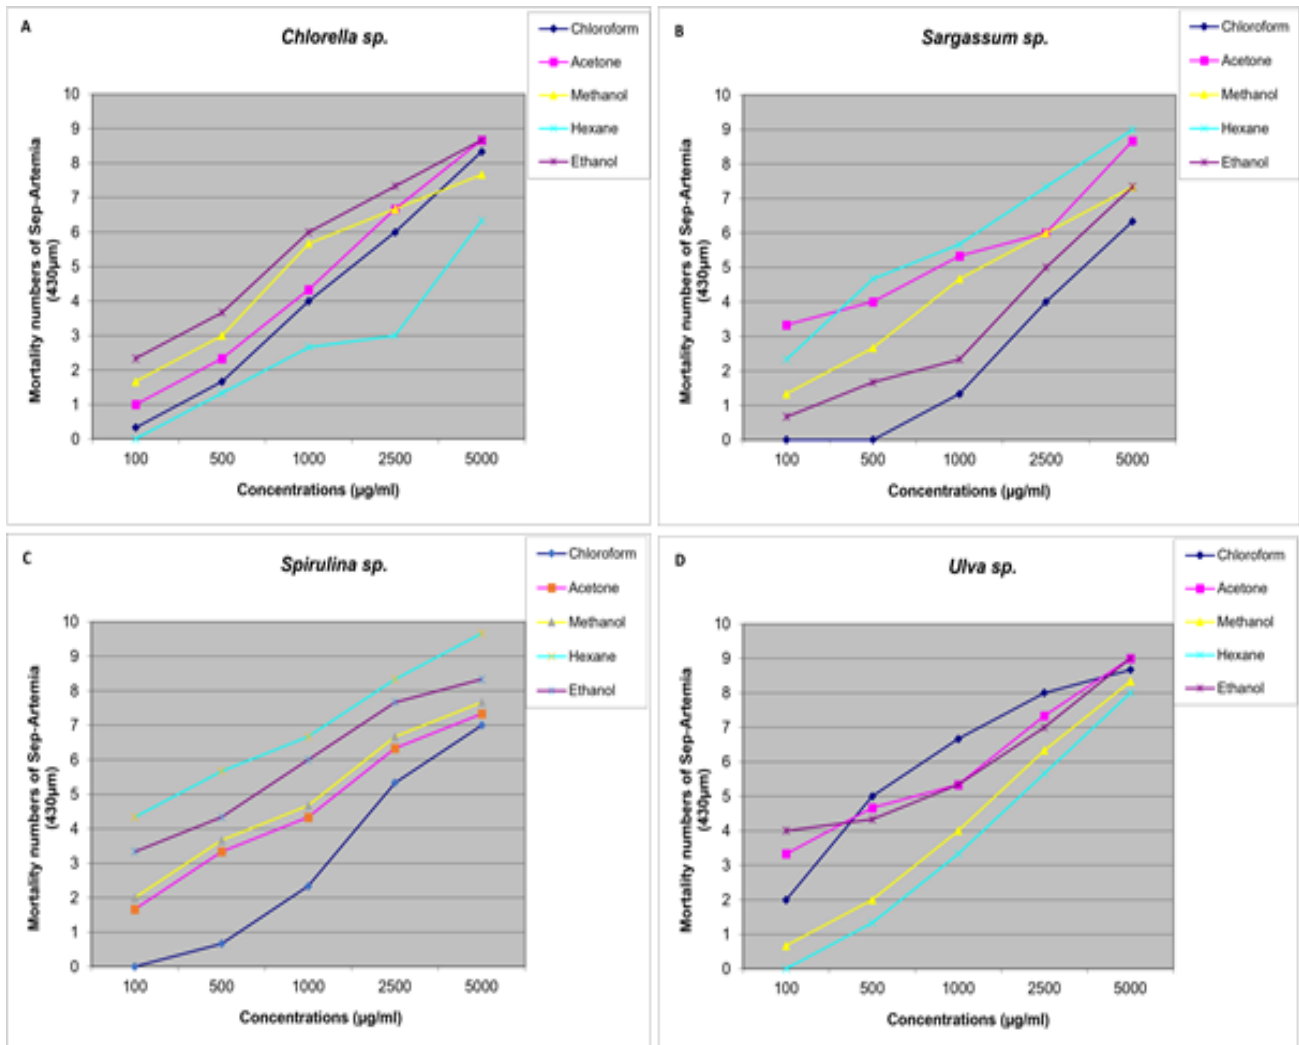 A
Chlorella sp.
Chloroform
Acetone
Methanol
Hexane
Ethanol
10
9
8
7
6
5
4
3
2
1
0
Mortality numbers of Sep-Artemia
(430µm)
100 500 1000 2500 5000
Concentrations (µg/ml)
B
Sargassum sp.
Chloroform
Acetone
Methanol
Hexane
Ethanol
10
9
8
7
6
5
4
3
2
1
0
Mortality numbers of Sep-Artemia
(430µm)
100 500 1000 2500 5000
Concentrations (µg/ml)
C
Spirulina sp.
Chloroform
Acetone
Methanol
Hexane
Ethanol
10
9
8
7
6
5
4
3
2
1
0
Mortality numbers of Sep-Artemia
(430µm)
100 500 1000 2500 5000
Concentrations (µg/ml)
D
Ulva sp.
Chloroform
Acetone
Methanol
Hexane
Ethanol
10
9
8
7
6
5
4
3
2
1
0
Mortality numbers of Sep-Artemia
(430µm)
100 500 1000 2500 5000
Concentrations (µg/ml)